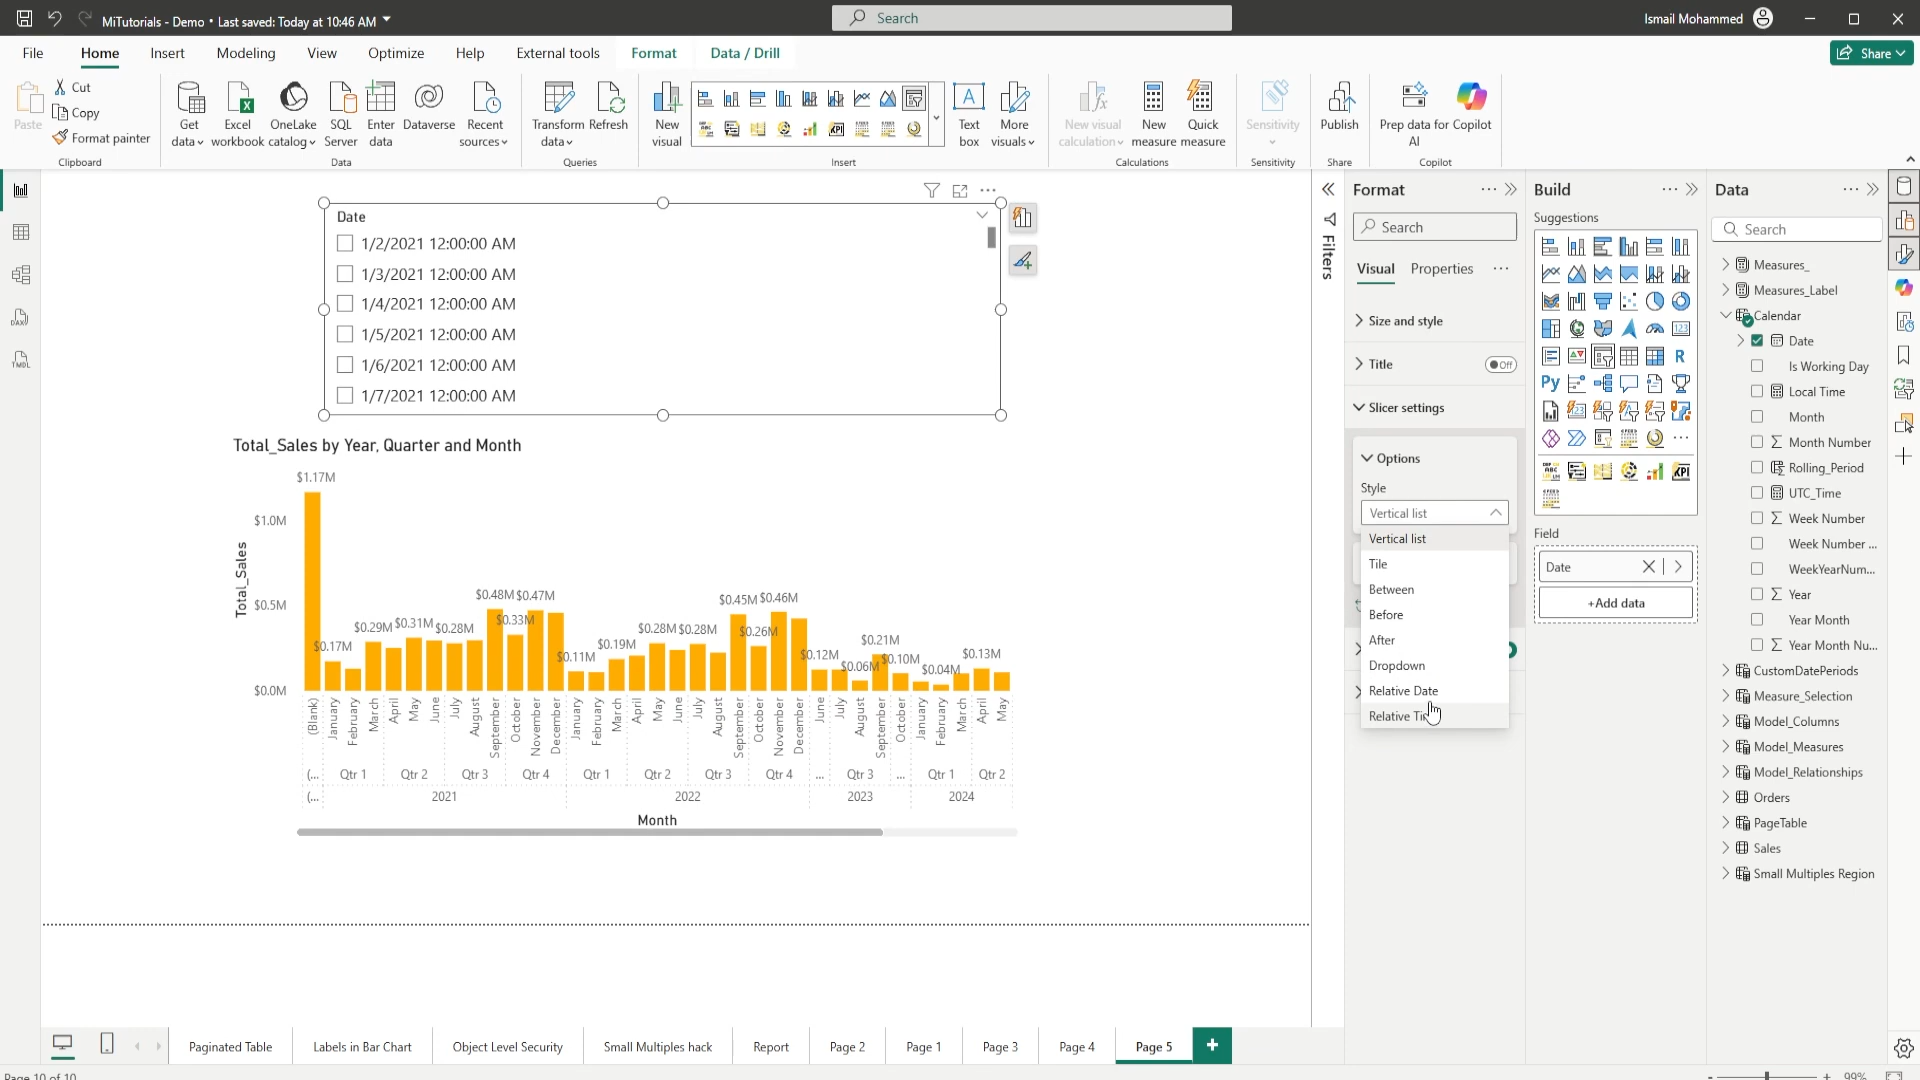 MiTutorials - Demo • Last saved: Today at 10:46 AM
Search
Ismail Mohammed
File
Home
Insert
Modeling
View
Optimize
Help
External tools
Format
Data / Drill
Share
Paste
Cut
Copy
Format painter
Clipboard
Get data
Excel workbook
OneLake catalog
SQL Server
Enter data
Dataverse
Recent sources
Data
Transform data
Refresh
Queries
New visual
Text box
More visuals
Insert
New visual calculation
New measure
Quick measure
Calculations
Sensitivity
Sensitivity
Publish
Share
Prep data for AI
Copilot
Copilot
DAX
TMDL
Date
1/2/2021 12:00:00 AM
1/3/2021 12:00:00 AM
1/4/2021 12:00:00 AM
1/5/2021 12:00:00 AM
1/6/2021 12:00:00 AM
1/7/2021 12:00:00 AM
Total_Sales by Year, Quarter and Month
Total_Sales
$1.0M
$0.5M
$0.0M
$1.17M
$0.17M
$0.29M
$0.31M
$0.28M
$0.48M
$0.33M
$0.47M
$0.11M
$0.19M
$0.28M
$0.28M
$0.45M
$0.26M
$0.46M
$0.12M
$0.06M
$0.21M
$0.10M
$0.04M
$0.13M
(Blank) January February March April May June July August September October November December January February March April May June July August September October November December June July August September October January February March April May
(... Qtr 1 Qtr 2 Qtr 3 Qtr 4 Qtr 1 Qtr 2 Qtr 3 Qtr 4 ... Qtr 3 ... Qtr 1 Qtr 2
(... 2021 2022 2023 2024
Month
Filters
Format
Search
Visual
Properties
Size and style
Title
Off
Slicer settings
Options
Style
Vertical list
Vertical list
Tile
Between
Before
After
Dropdown
Relative Date
Relative Ti
Build
Suggestions
R
Py
123
KPI
Field
Date
+Add data
Data
Search
Measures_
Measures_Label
Calendar
Date
Is Working Day
Local Time
Month
Month Number
Rolling_Period
UTC_Time
Week Number
Week Number ...
WeekYearNum...
Year
Year Month
Year Month Nu...
CustomDatePeriods
Measure_Selection
Model_Columns
Model_Measures
Model_Relationships
Orders
PageTable
Sales
Small Multiples Region
Paginated Table
Labels in Bar Chart
Object Level Security
Small Multiples hack
Report
Page 2
Page 1
Page 3
Page 4
Page 5
Page 10 of 10
99%